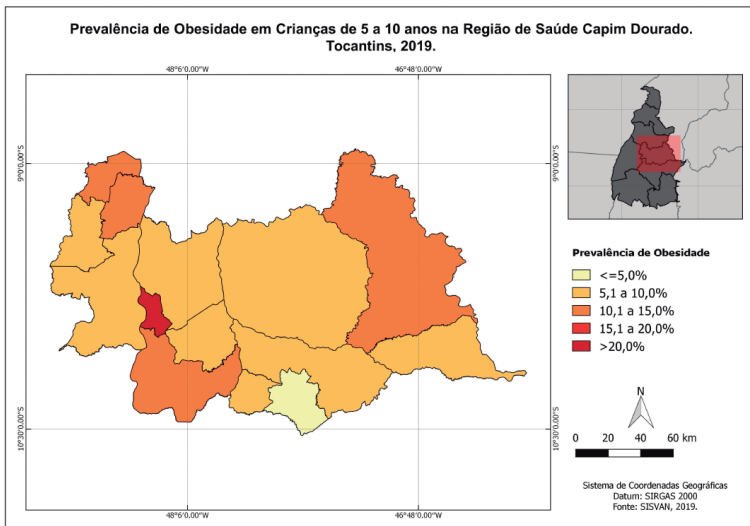 Prevalência de Obesidade em Crianças de 5 a 10 anos na Região de Saúde Capim Dourado.
Tocantins, 2019.
48°6'0.00"W
46°48'0.00"W
9°0'0.00"S
9°0'0.00"S
Prevalência de Obesidade
<=5,0%
5,1 a 10,0%
10,1 a 15,0%
15,1 a 20,0%
>20,0%
N
10°30'0.00"S
10°30'0.00"S
0 20 40 60 km
48°6'0.00"W
46°48'0.00"W
Sistema de Coordenadas Geográficas
Datum: SIRGAS 2000
Fonte: SISVAN, 2019.